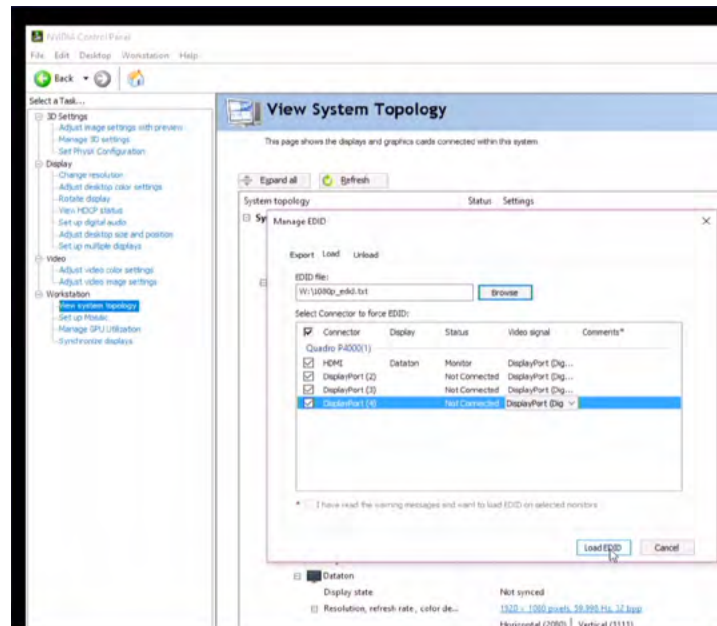 NVIDIA Control Panel
File Edit Desktop Workstation Help
Back
Select a Task...
3D Settings
Adjust image settings with preview
Manage 3D settings
Set PhysX Configuration
Display
Change resolution
Adjust desktop color settings
Rotate display
View HDCP status
Set up digital audio
Adjust desktop size and position
Set up multiple displays
Video
Adjust video color settings
Adjust video image settings
Workstation
View system topology
Set up Mosaic
Manage GPU Utilization
Synchronize displays
View System Topology
This page shows the displays and graphics cards connected within this system.
Expand all Refresh
System topology Status Settings
Sy
Manage EDID
Export Load Unload
EDID file:
W:\1080p_edid.txt Browse
Select Connector to force EDID:
Connector Display Status Video signal Comments*
Quadro P4000(1)
HDMI Dataton Monitor DisplayPort (Dig...
DisplayPort (2) Not Connected DisplayPort (Dig...
DisplayPort (3) Not Connected DisplayPort (Dig...
DisplayPort (4) Not Connected DisplayPort (Dig
* I have read the warning messages and want to load EDID on selected monitors
Load EDID Cancel
Dataton
Display state Not synced
Resolution, refresh rate, color de... 1920 × 1080 pixels, 59.990 Hz, 32 bpp
Horizontal (2080) Vertical (1111)